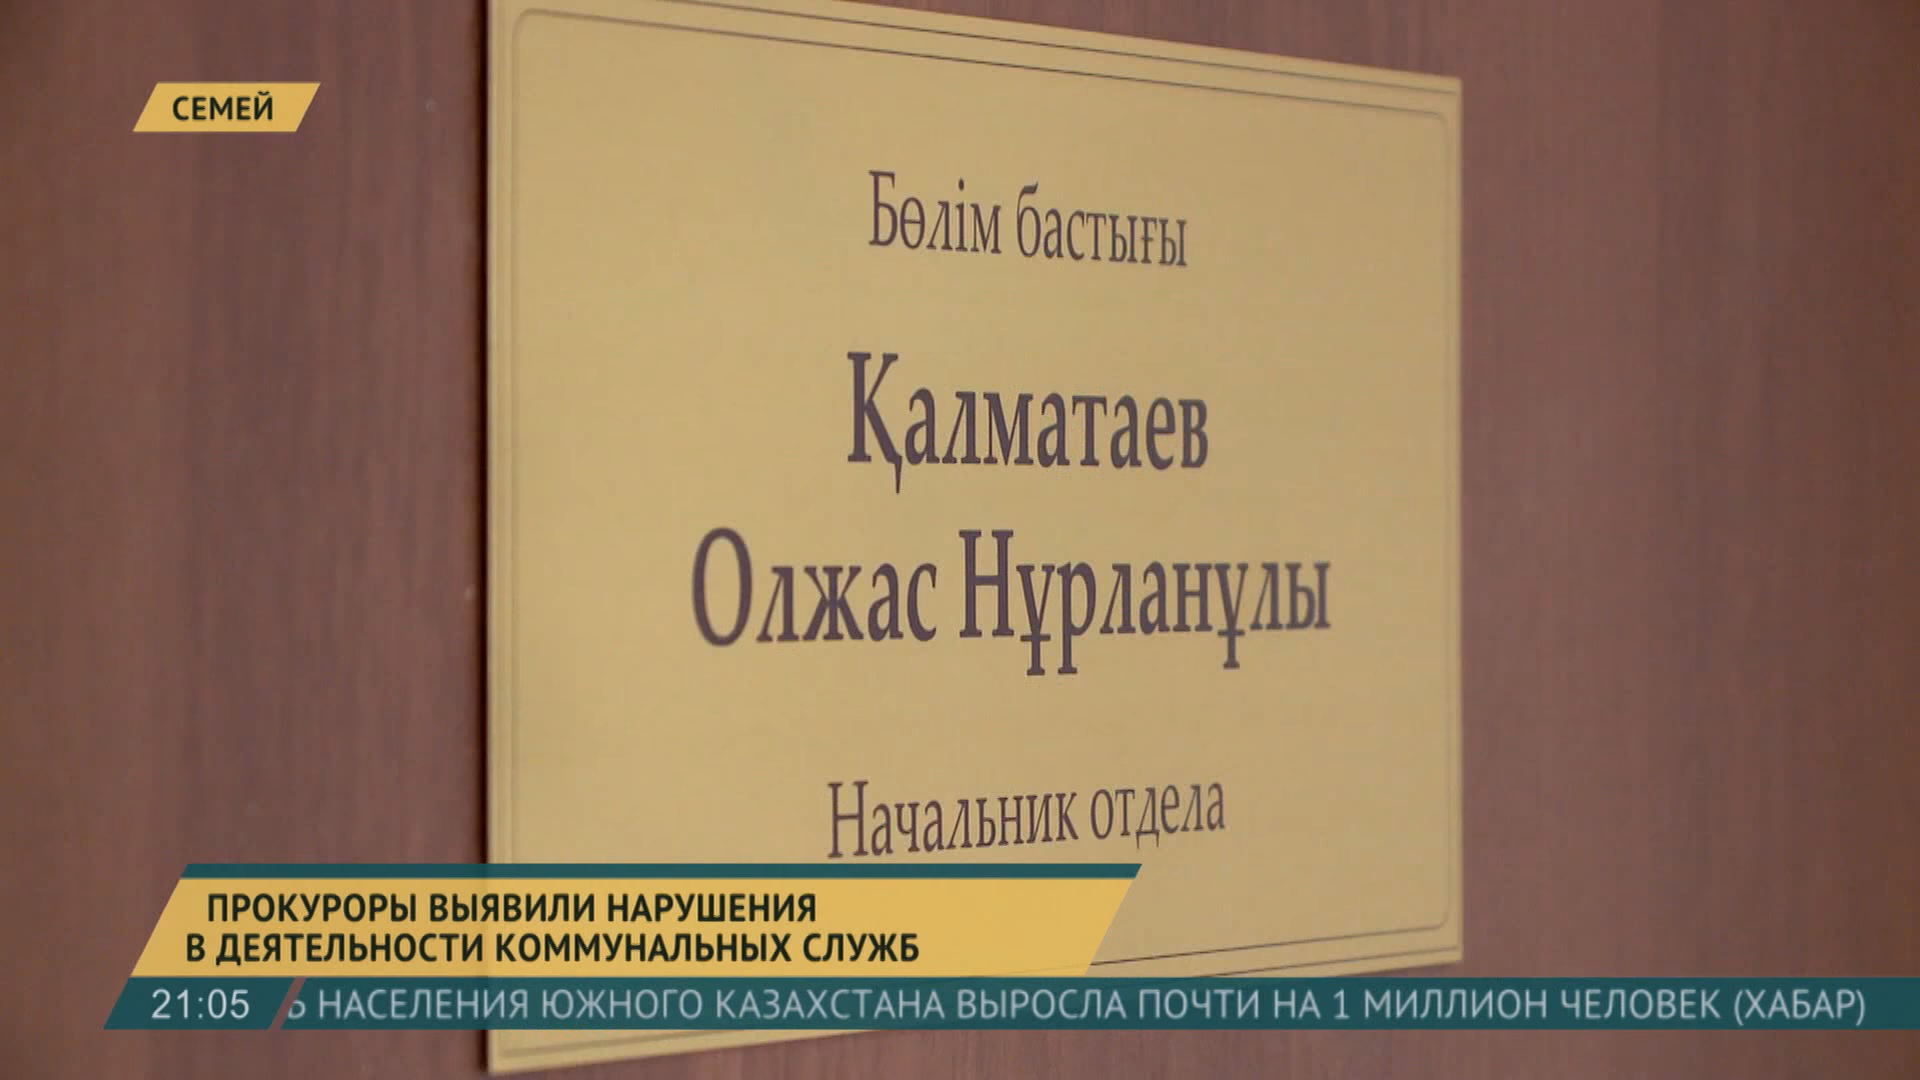 СЕМЕЙ
Бөлім бастығы
Қалматаев
Олжас Нұрланұлы
Начальник отдела
ПРОКУРОРЫ ВЫЯВИЛИ НАРУШЕНИЯ
В ДЕЯТЕЛЬНОСТИ КОММУНАЛЬНЫХ СЛУЖБ
21:05
НАСЕЛЕНИЯ ЮЖНОГО КАЗАХСТАНА ВЫРОСЛА ПОЧТИ НА 1 МИЛЛИОН ЧЕЛОВЕК (ХАБАР)